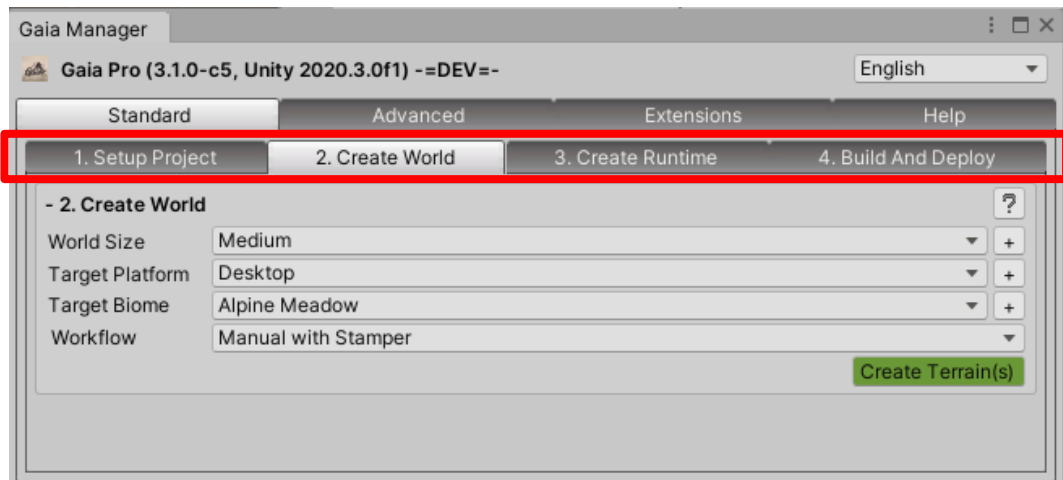 Gaia Manager
Gaia Pro (3.1.0-c5, Unity 2020.3.0f1) -=DEV=- English
Standard Advanced Extensions Help
1. Setup Project 2. Create World 3. Create Runtime 4. Build And Deploy
- 2. Create World ?
World Size Medium +
Target Platform Desktop +
Target Biome Alpine Meadow +
Workflow Manual with Stamper
Create Terrain(s)